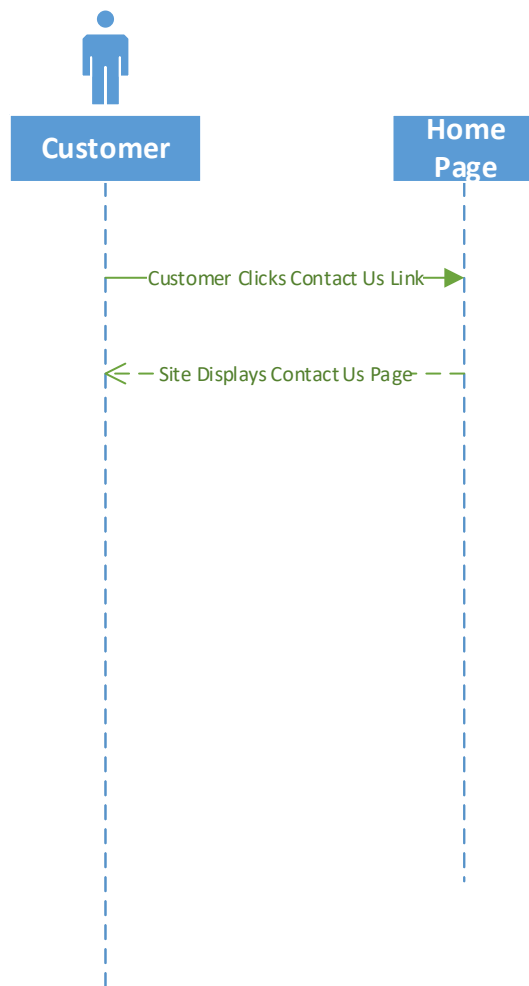 Customer
Home
Page
Customer Clicks Contact Us Link
Site Displays Contact Us Page